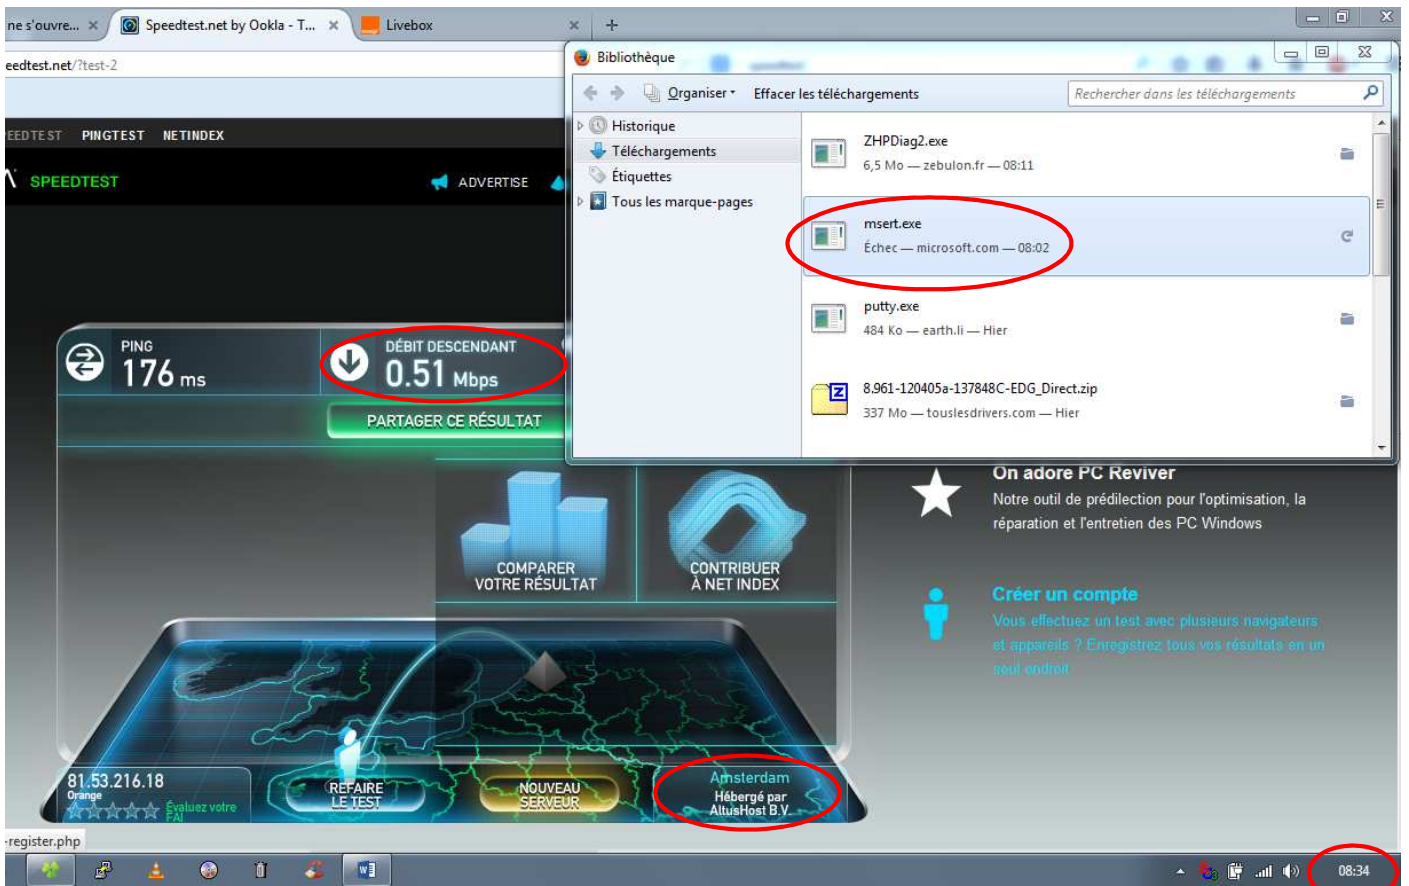 ne s'ouvre...
Speedtest.net by Ookla - T...
Livebox
eedtest.net/?test-2
Bibliothèque
Organiser
Effacer les téléchargements
Rechercher dans les téléchargements
Historique
Téléchargements
Étiquettes
Tous les marque-pages
ZHPDiag2.exe
6,5 Mo — zebulon.fr — 08:11
msert.exe
Échec — microsoft.com — 08:02
putty.exe
484 Ko — earth.li — Hier
8.961-120405a-137848C-EDG_Direct.zip
337 Mo — touslesdrivers.com — Hier
PEEDTEST PINGTEST NETINDEX
SPEEDTEST
ADVERTISE
PING
176 ms
DÉBIT DESCENDANT
0.51 Mbps
PARTAGER CE RÉSULTAT
COMPARER
VOTRE RÉSULTAT
CONTRIBUER
À NET INDEX
On adore PC Reviver
Notre outil de prédilection pour l'optimisation, la
réparation et l'entretien des PC Windows
Créer un compte
Vous effectuez un test avec plusieurs navigateurs
et appareils ? Enregistrez tous vos résultats en un
seul endroit
81.53.216.18
Orange
Évaluez votre
FAI
REFAIRE
LE TEST
NOUVEAU
SERVEUR
Amsterdam
Hébergé par
AltusHost B.V.
-register.php
08:34